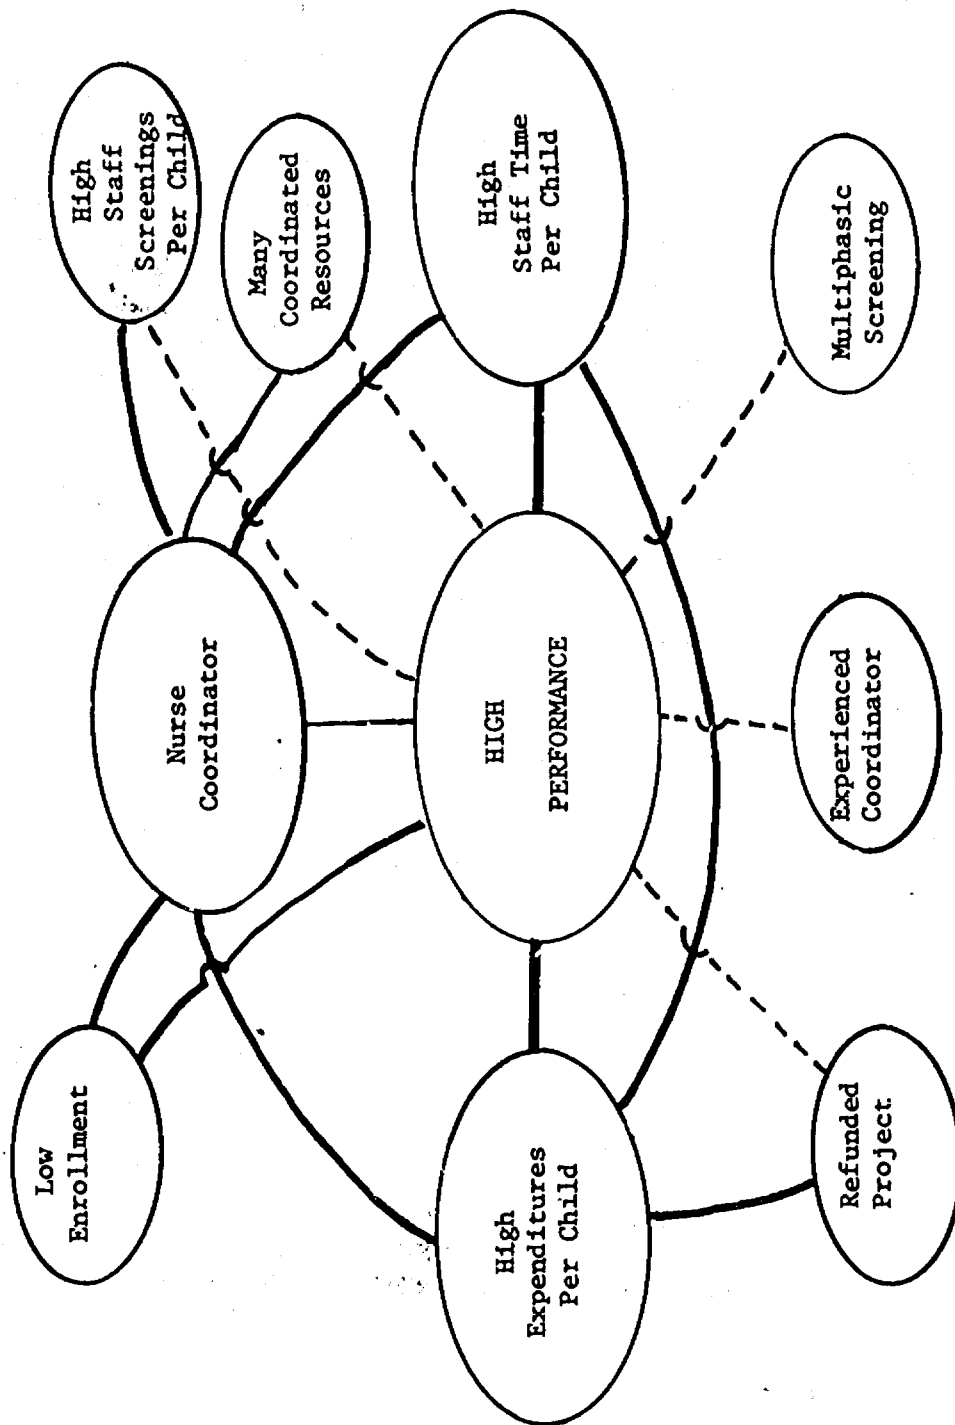 Low
Enrollment
Nurse
Coordinator
High
Staff
Screenings
Per Child
Many
Coordinated
Resources
High
Expenditures
Per Child
HIGH
PERFORMANCE
High
Staff Time
Per Child
Refunded
Project
Experienced
Coordinator
Multiphasic
Screening